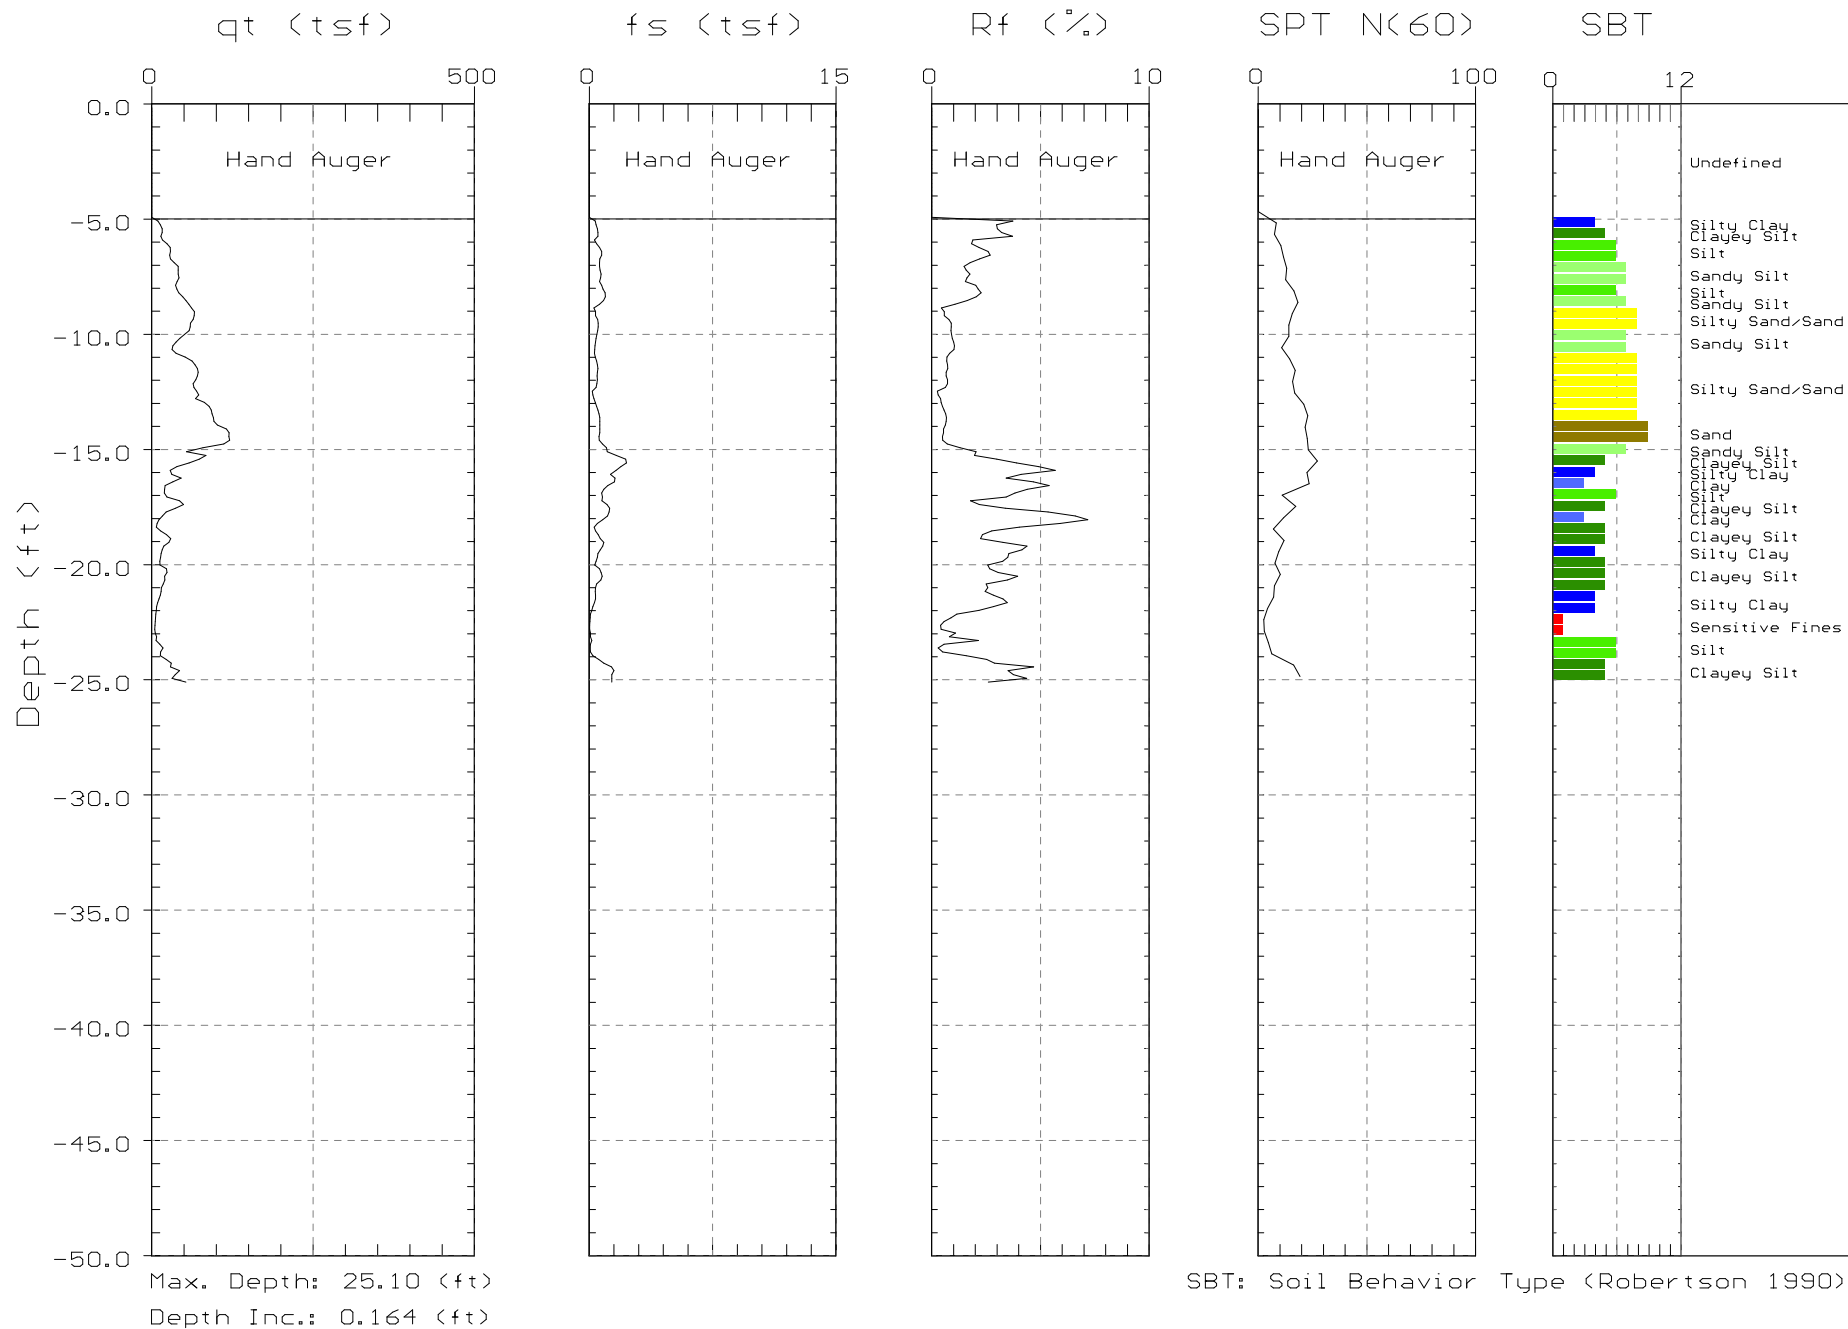 qt (tsf) fs (tsf) Rf (%) SPT N(60) SBT
0 500 0 15 0 10 0 100 0 12
0.0
Hand Auger Hand Auger Hand Auger Hand Auger Undefined
-5.0
Silty Clay
Clayey Silt
Silt
Sandy Silt
Silt
Sandy Silt
Silty Sand/Sand
-10.0
Sandy Silt
Silty Sand/Sand
Sand
-15.0
Sandy Silt
Clayey Silt
Silty Clay
Clay
Silt
Clayey Silt
Clay
Clayey Silt
Silty Clay
-20.0
Clayey Silt
Silty Clay
Sensitive Fines
Silt
Clayey Silt
-25.0
Depth (ft)
-30.0
-35.0
-40.0
-45.0
-50.0
Max. Depth: 25.10 (ft)
Depth Inc.: 0.164 (ft)
SBT: Soil Behavior Type (Robertson 1990)